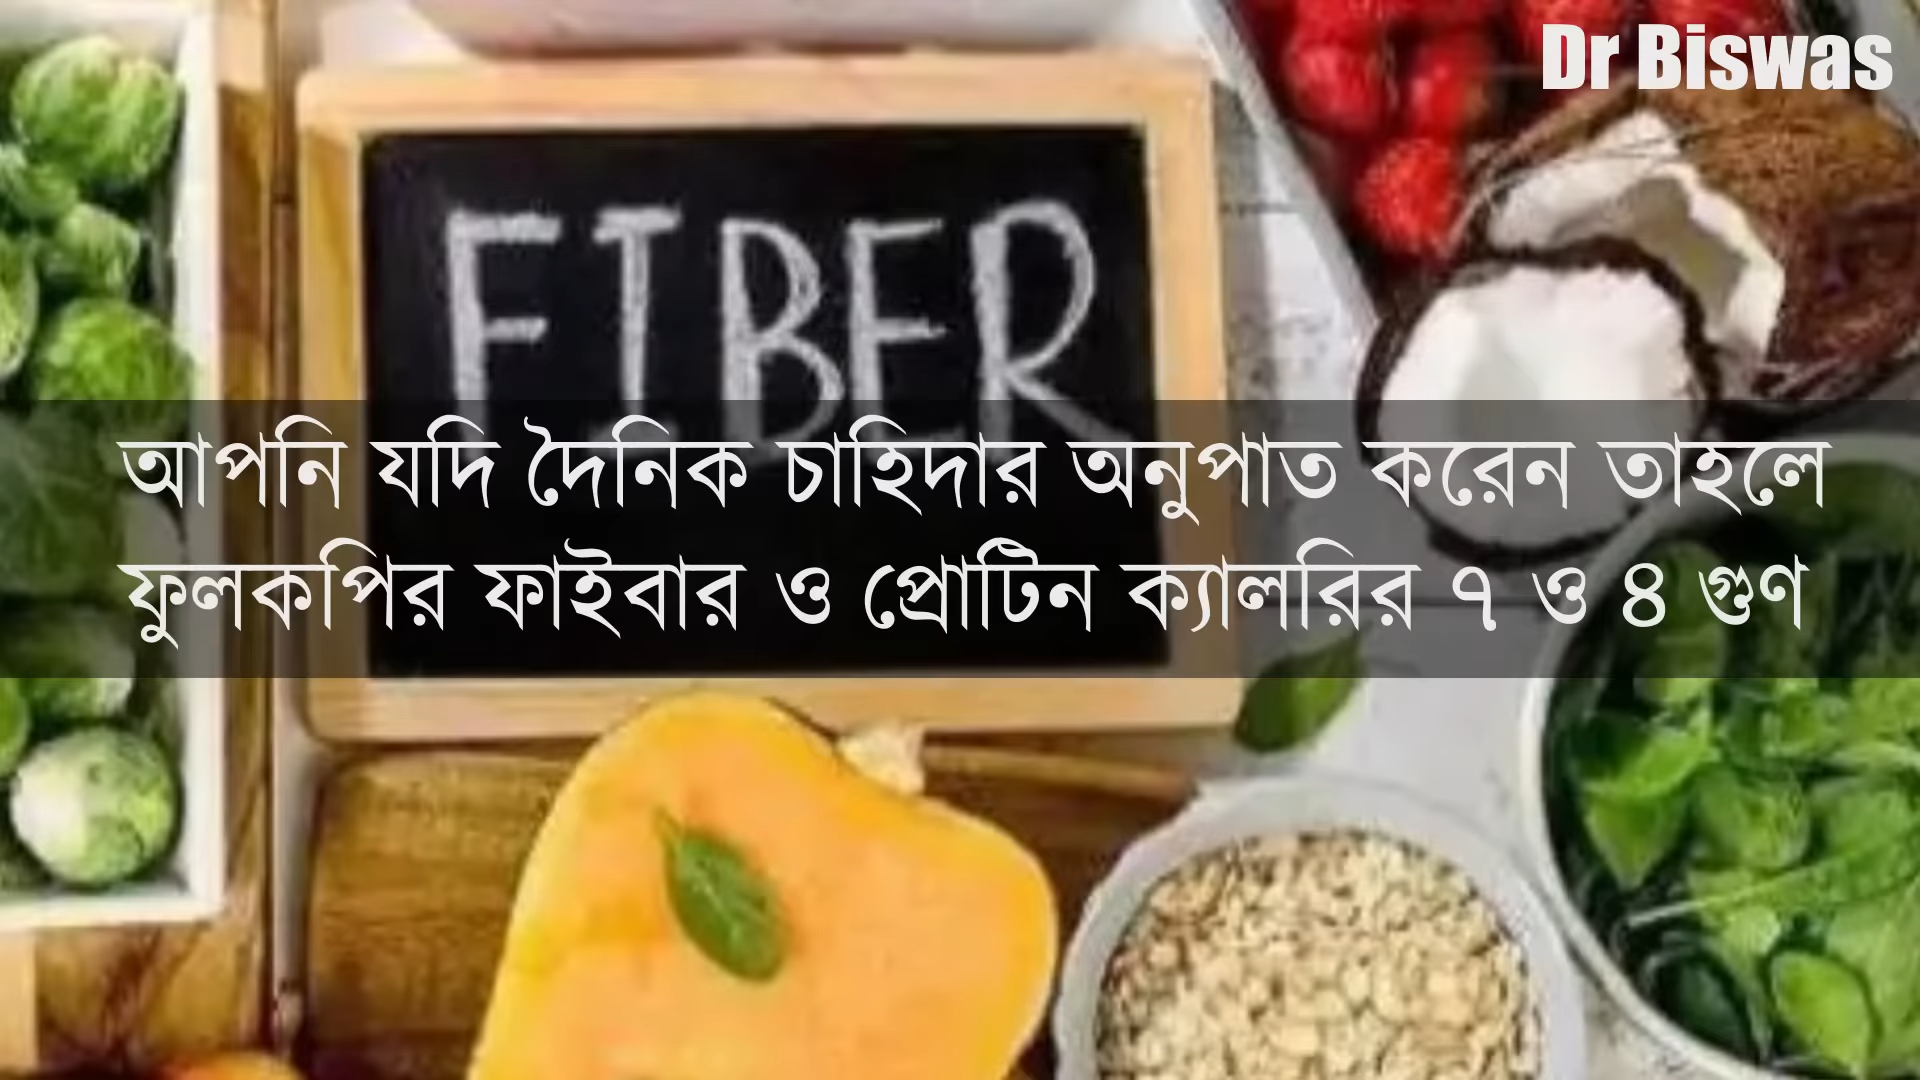 Dr Biswas
FIBER
আপনি যদি দৈনিক চাহিদার অনুপাত করেন তাহলে
ফুলকপির ফাইবার ও প্রোটিন ক্যালরির ৭ ও ৪ গুণ